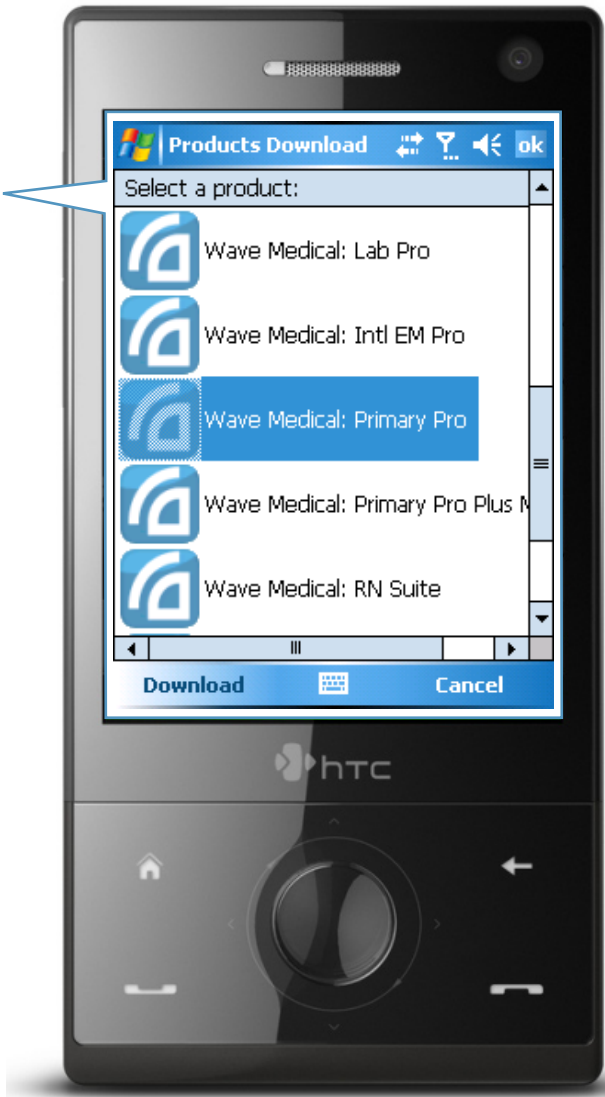 Products Download ok
Select a product:
Wave Medical: Lab Pro
Wave Medical: Intl EM Pro
Wave Medical: Primary Pro
Wave Medical: Primary Pro Plus M
Wave Medical: RN Suite
Download Cancel
hTC